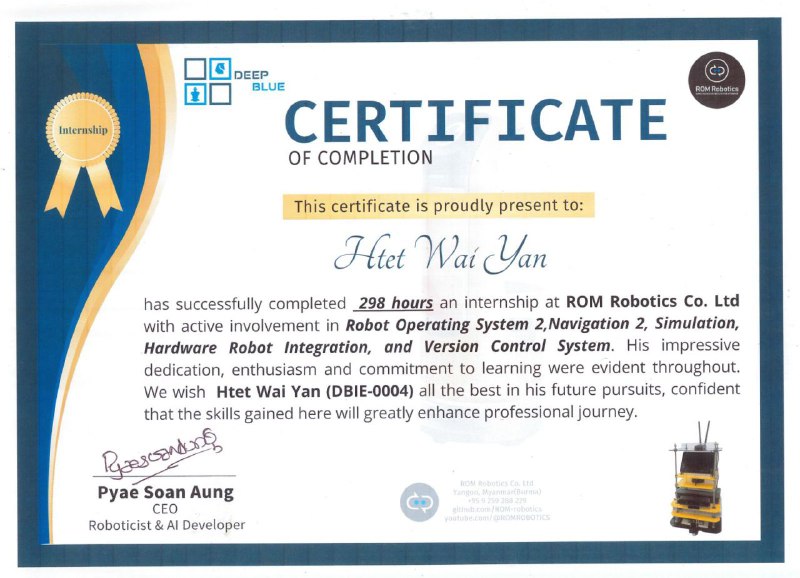 Internship
DEEP
BLUE
ROM Robotics
CERTIFICATE
OF COMPLETION
This certificate is proudly present to:
Htet Wai Yan
has successfully completed 298 hours an internship at ROM Robotics Co. Ltd
with active involvement in Robot Operating System 2,Navigation 2, Simulation,
Hardware Robot Integration, and Version Control System. His impressive
dedication, enthusiasm and commitment to learning were evident throughout.
We wish Htet Wai Yan (DBIE-0004) all the best in his future pursuits, confident
that the skills gained here will greatly enhance professional journey.
Pyae Soan Aung
CEO
Roboticist & AI Developer
ROM Robotics Co. Ltd
Yangon, Myanmar(Burma)
github.com/ROM-robotics
youtube.com/@ROMROBOTICS